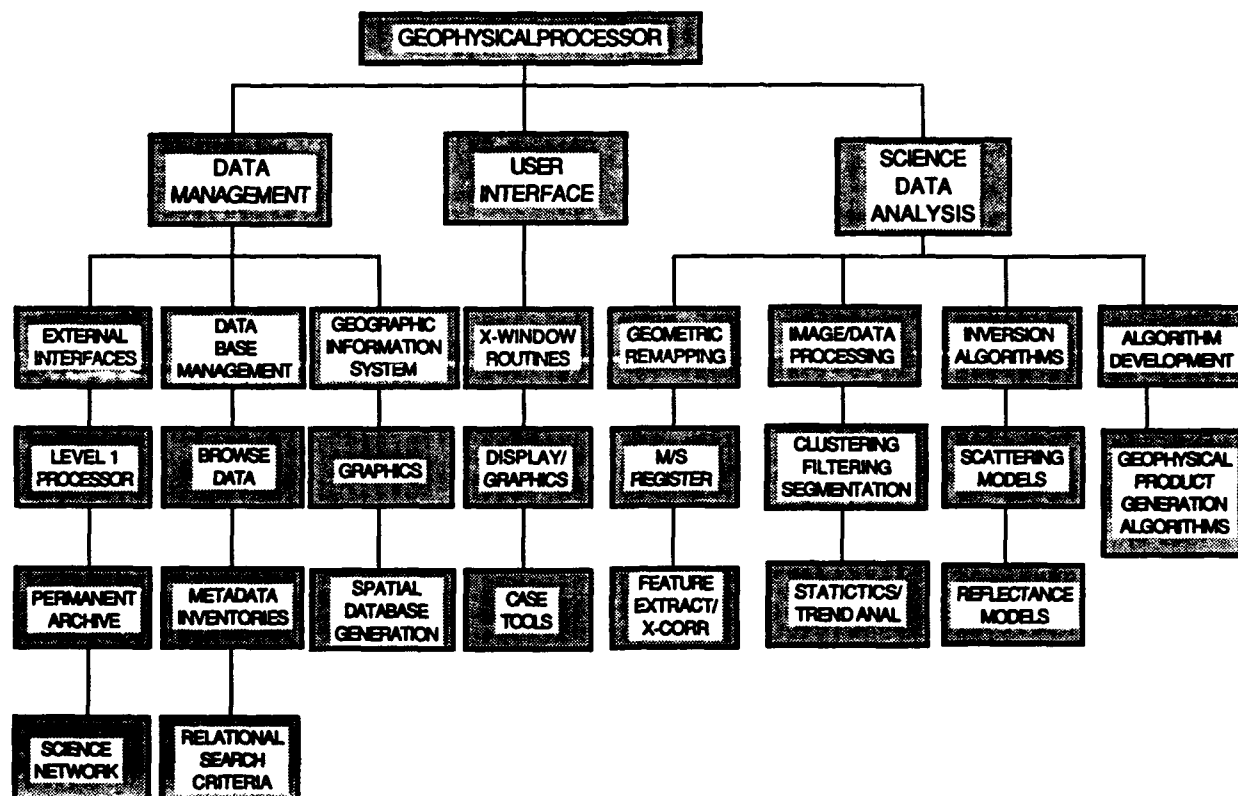 GEOPHYSICALPROCESSOR
DATA
MANAGEMENT
USER
INTERFACE
SCIENCE
DATA
ANALYSIS
EXTERNAL
INTERFACES
DATA
BASE
MANAGEMENT
GEOGRAPHIC
INFORMATION
SYSTEM
X-WINDOW
ROUTINES
GEOMETRIC
REMAPPING
IMAGE/DATA
PROCESSING
INVERSION
ALGORITHMS
ALGORITHM
DEVELOPMENT
LEVEL 1
PROCESSOR
BROWSE
DATA
GRAPHICS
DISPLAY/
GRAPHICS
M/S
REGISTER
CLUSTERING
FILTERING
SEGMENTATION
SCATTERING
MODELS
GEOPHYSICAL
PRODUCT
GENERATION
ALGORITHMS
PERMANENT
ARCHIVE
METADATA
INVENTORIES
SPATIAL
DATABASE
GENERATION
CASE
TOOLS
FEATURE
EXTRACT/
X-CORR
STATICTICS/
TREND ANAL
REFLECTANCE
MODELS
SCIENCE
NETWORK
RELATIONAL
SEARCH
CRITERIA